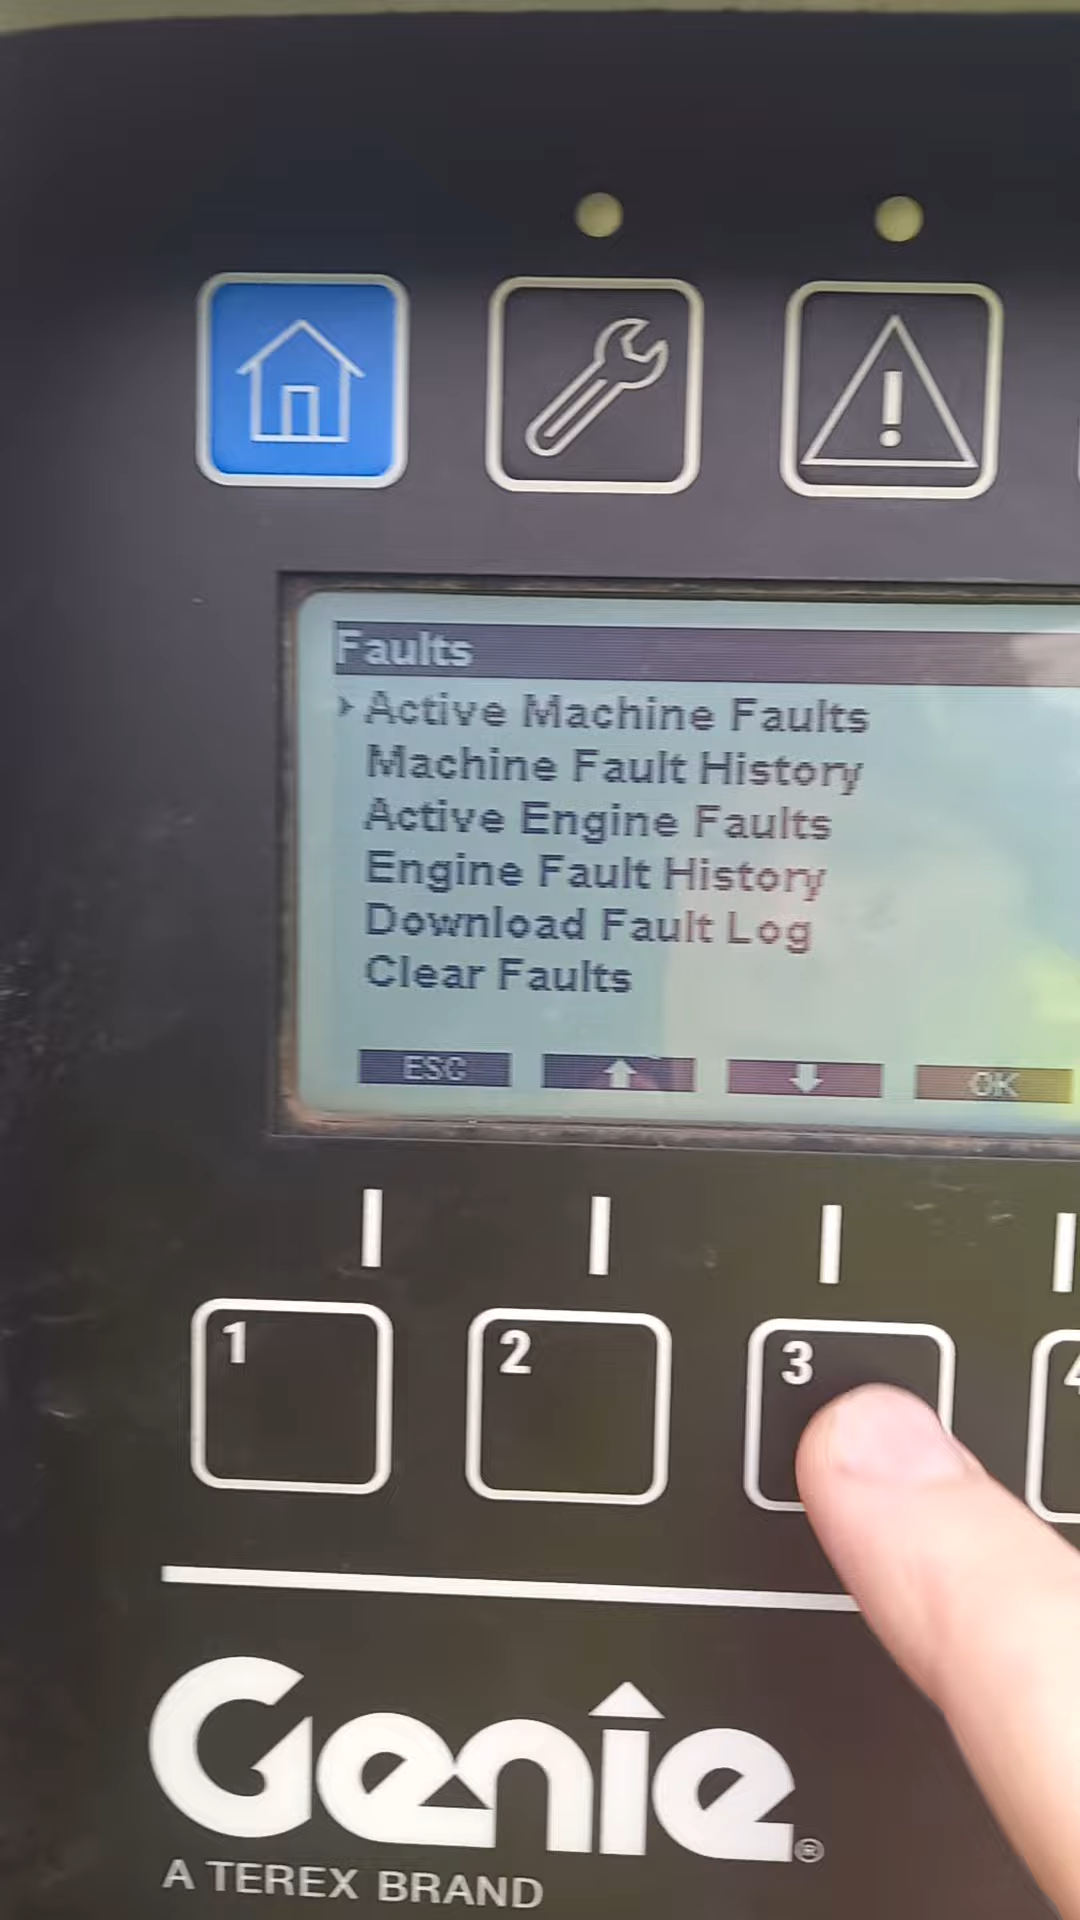 Faults
Active Machine Faults
Machine Fault History
Active Engine Faults
Engine Fault History
Download Fault Log
Clear Faults
ESC OK
1 2 3 4
Genie®
A TEREX BRAND